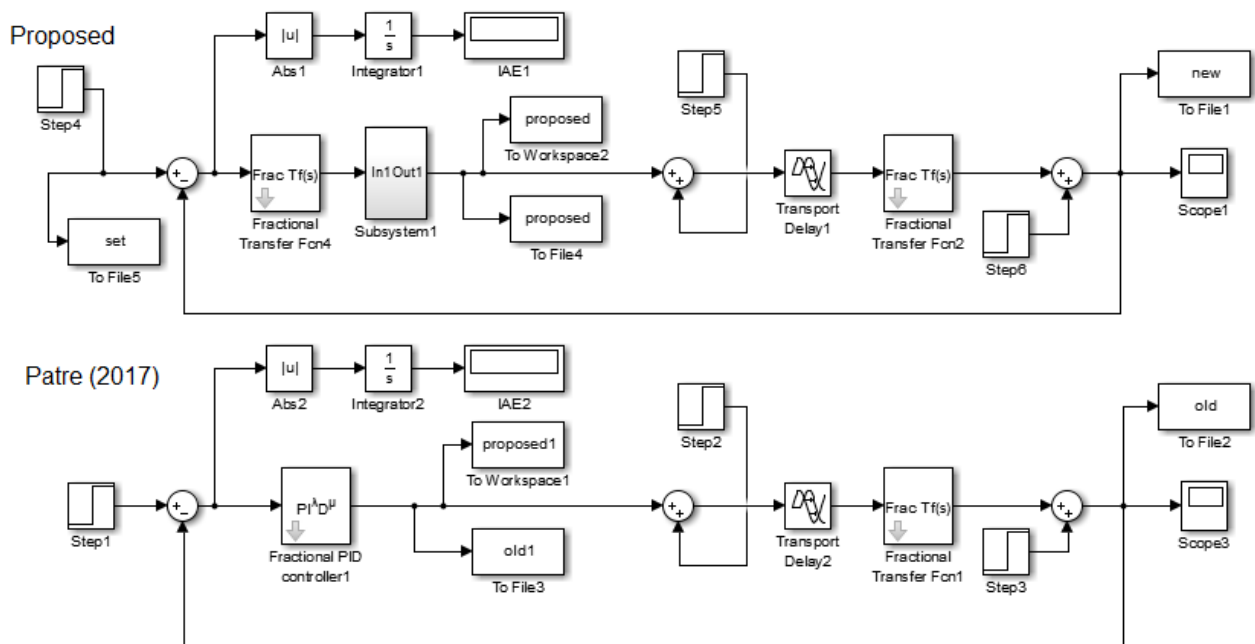 Proposed
|u|
Abs1
1
s
Integrator1
IAE1
Step4
Step5
new
To File1
proposed
To Workspace2
+
−
Frac Tf(s)
Fractional
Transfer Fcn4
In1 Out1
Subsystem1
+
+
Transport
Delay1
Frac Tf(s)
Fractional
Transfer Fcn2
+
+
Scope1
set
To File5
proposed
To File4
Step6
Patre (2017)
|u|
Abs2
1
s
Integrator2
IAE2
Step2
old
To File2
proposed1
To Workspace1
Step1
+
−
PI^λD^μ
Fractional PID
controller1
+
+
Transport
Delay2
Frac Tf(s)
Fractional
Transfer Fcn1
+
+
Scope3
old1
To File3
Step3